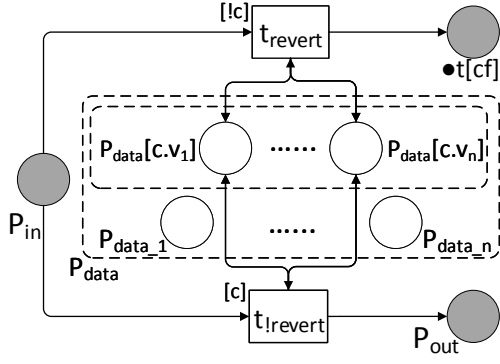 [!c]
t_revert
●t[cf]
P_data[c.v_1]
......
P_data[c.v_n]
P_in
P_data_1
......
P_data_n
P_data
[c]
t_!revert
P_out